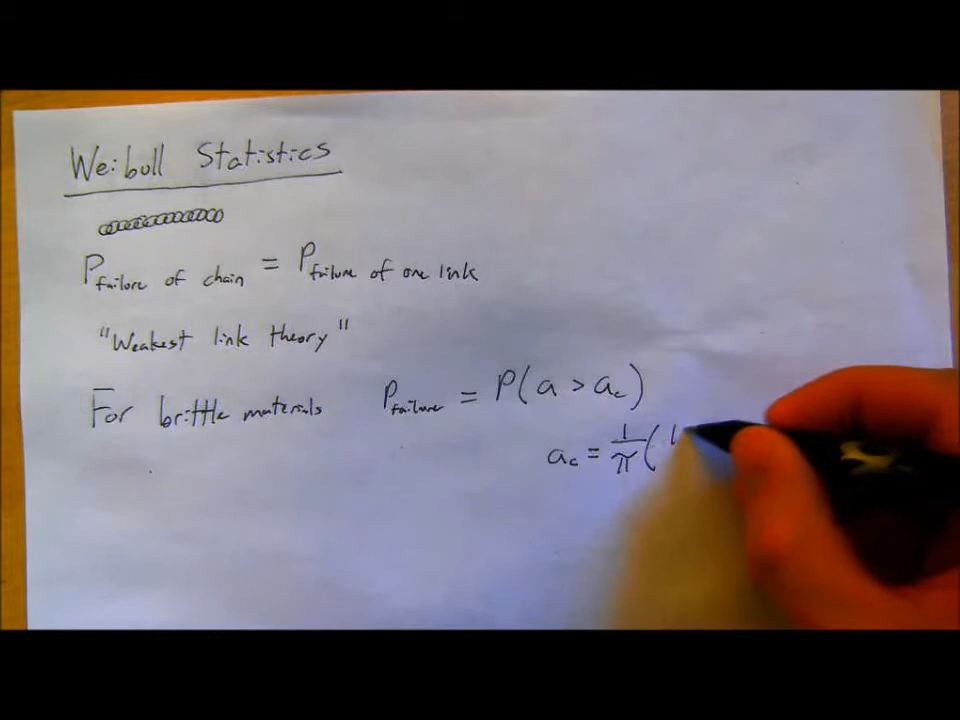 Weibull Statistics
P failure of chain = P failure of one link
"Weakest link theory"
For brittle materials P failure = P(a > ac)
ac = 1/π (